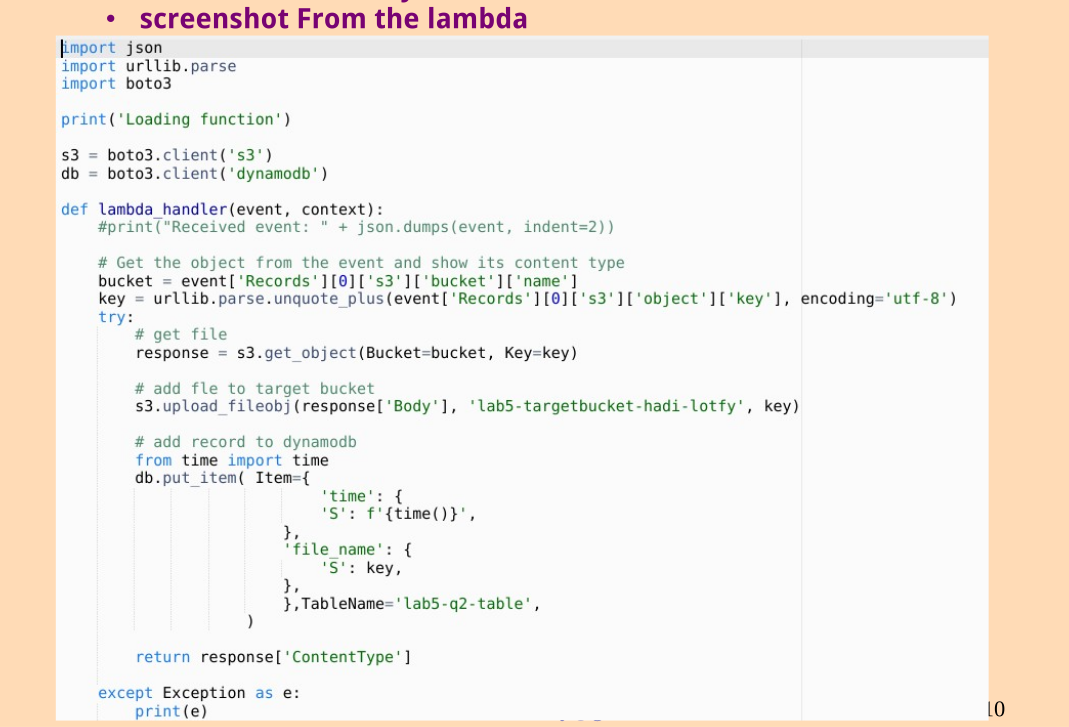 • screenshot From the lambda
import json
import urllib.parse
import boto3
print('Loading function')
s3 = boto3.client('s3')
db = boto3.client('dynamodb')
def lambda_handler(event, context):
    #print("Received event: " + json.dumps(event, indent=2))
    # Get the object from the event and show its content type
    bucket = event['Records'][0]['s3']['bucket']['name']
    key = urllib.parse.unquote_plus(event['Records'][0]['s3']['object']['key'], encoding='utf-8')
    try:
        # get file
        response = s3.get_object(Bucket=bucket, Key=key)
        # add fle to target bucket
        s3.upload_fileobj(response['Body'], 'lab5-targetbucket-hadi-lotfy', key)
        # add record to dynamodb
        from time import time
        db.put_item( Item={
                            'time': {
                            'S': f'{time()}',
                        },
                        'file_name': {
                            'S': key,
                        },
                        },TableName='lab5-q2-table',
                    )
        return response['ContentType']
    except Exception as e:
        print(e)
10